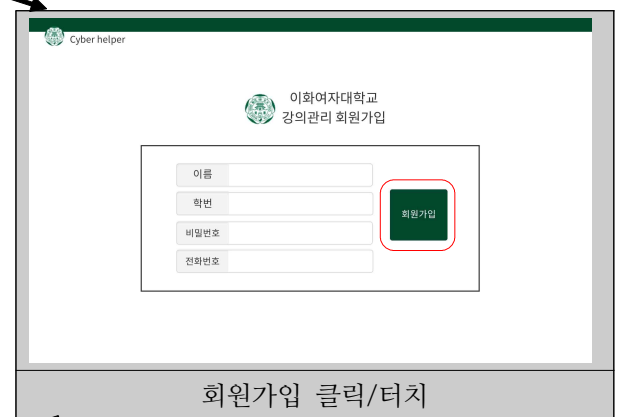 Cyber helper
이화여자대학교
강의관리 회원가입
이름
학번
회원가입
비밀번호
전화번호
회원가입 클릭/터치